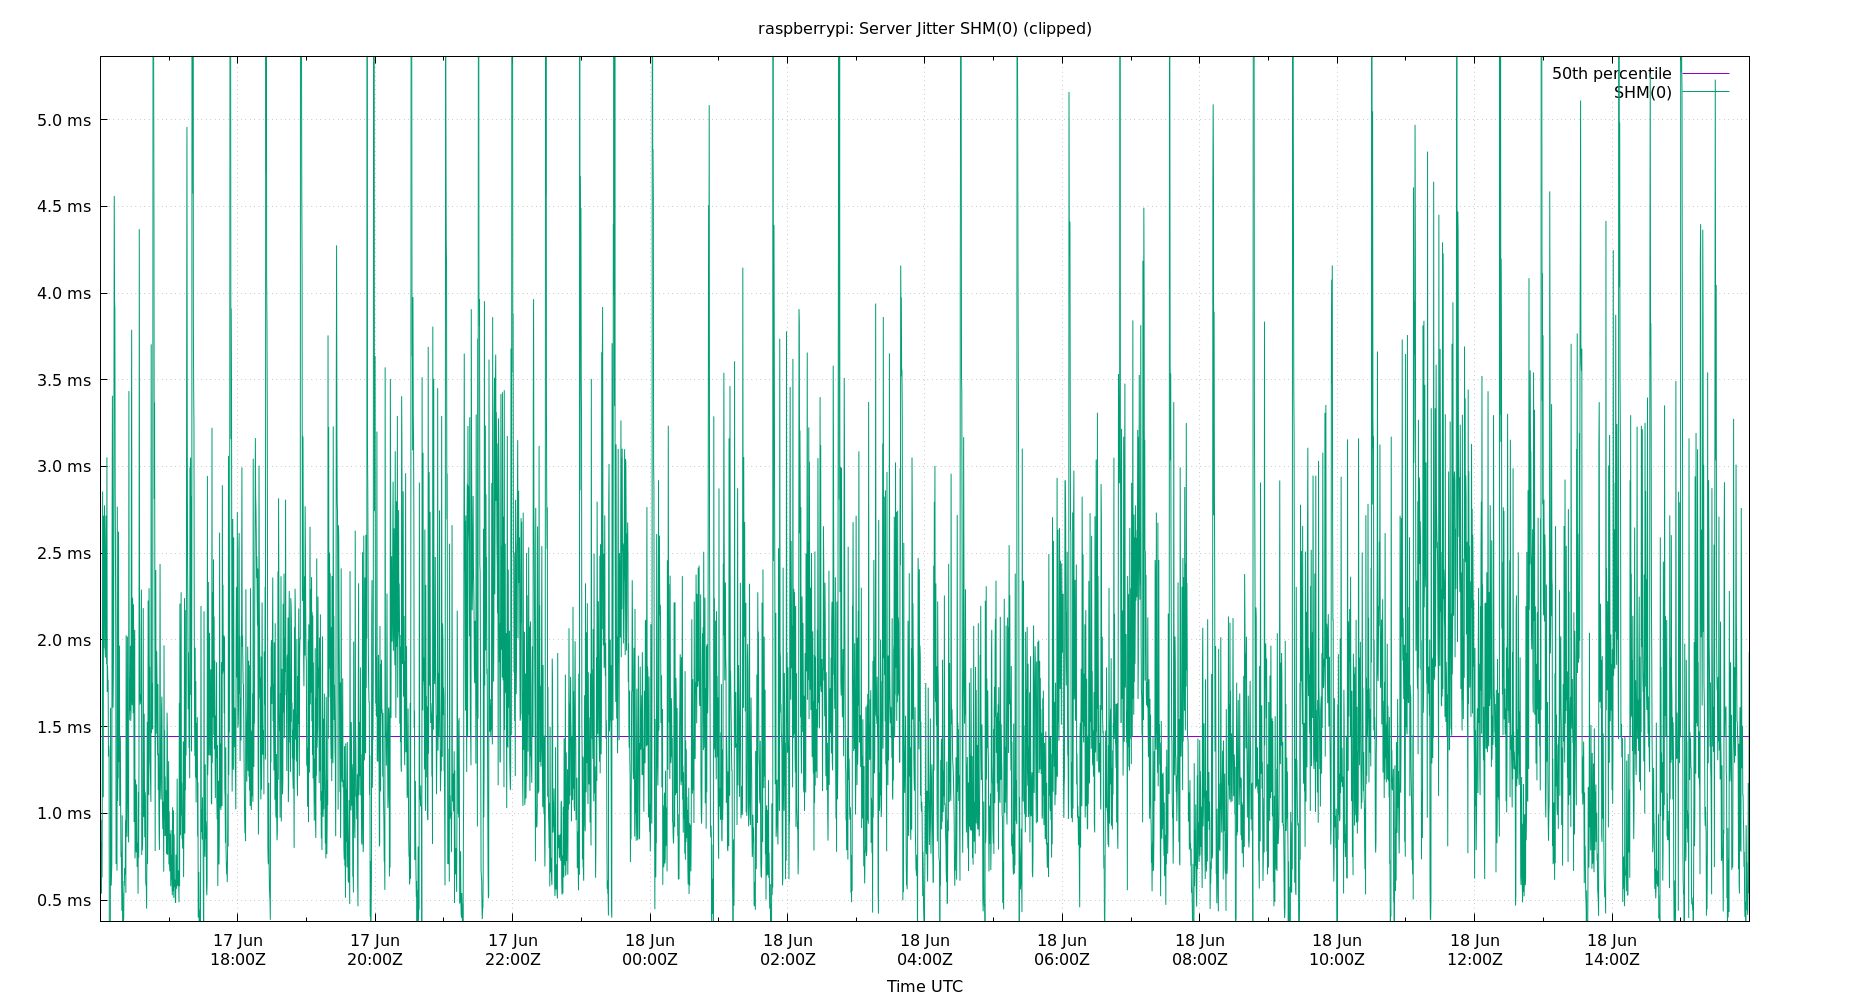 raspberrypi: Server Jitter SHM(0) (clipped)
50th percentile
SHM(0)
5.0 ms
4.5 ms
4.0 ms
3.5 ms
3.0 ms
2.5 ms
2.0 ms
1.5 ms
1.0 ms
0.5 ms
17 Jun 17 Jun 17 Jun 18 Jun 18 Jun 18 Jun 18 Jun 18 Jun 18 Jun 18 Jun 18 Jun
18:00Z 20:00Z 22:00Z 00:00Z 02:00Z 04:00Z 06:00Z 08:00Z 10:00Z 12:00Z 14:00Z
Time UTC